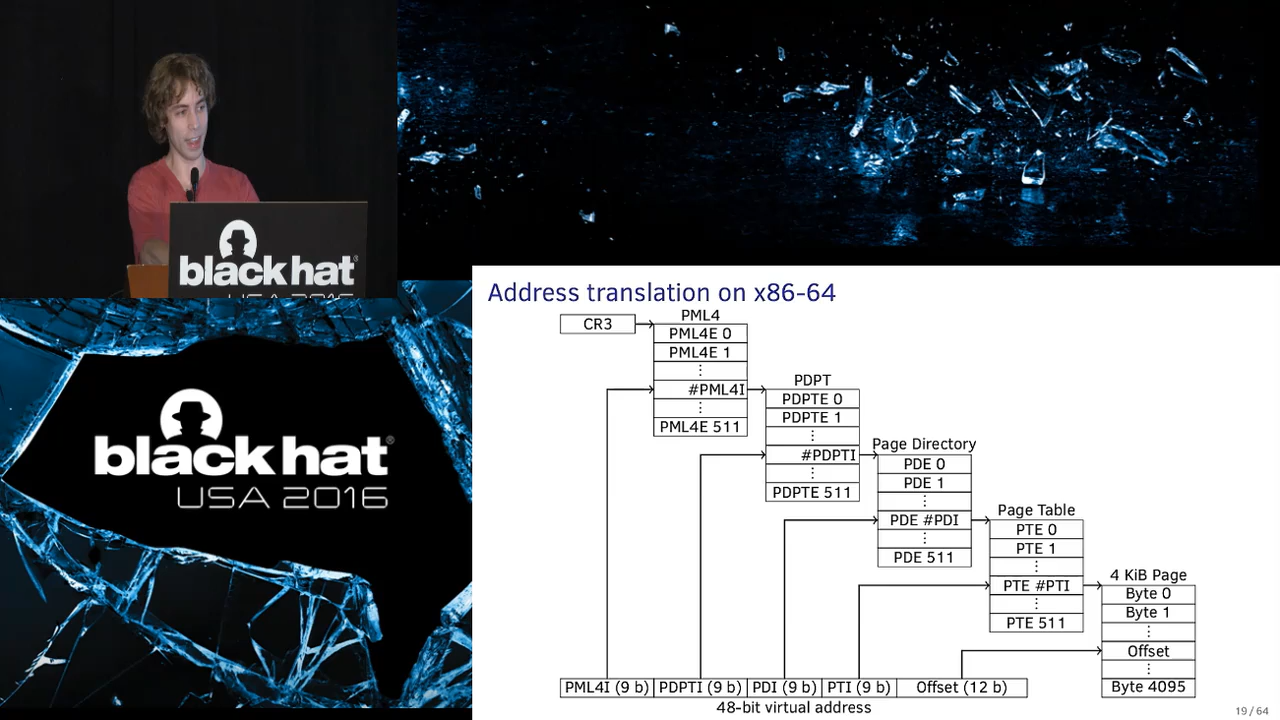 black hat
USA 2016
black hat®
USA 2016
Address translation on x86-64
CR3
PML4
PML4E 0
PML4E 1
⋮
#PML4I
⋮
PML4E 511
PDPT
PDPTE 0
PDPTE 1
⋮
#PDPTI
⋮
PDPTE 511
Page Directory
PDE 0
PDE 1
⋮
PDE #PDI
⋮
PDE 511
Page Table
PTE 0
PTE 1
⋮
PTE #PTI
⋮
PTE 511
4 KiB Page
Byte 0
Byte 1
⋮
Offset
⋮
Byte 4095
PML4I (9 b) PDPTI (9 b) PDI (9 b) PTI (9 b) Offset (12 b)
48-bit virtual address
19 / 64